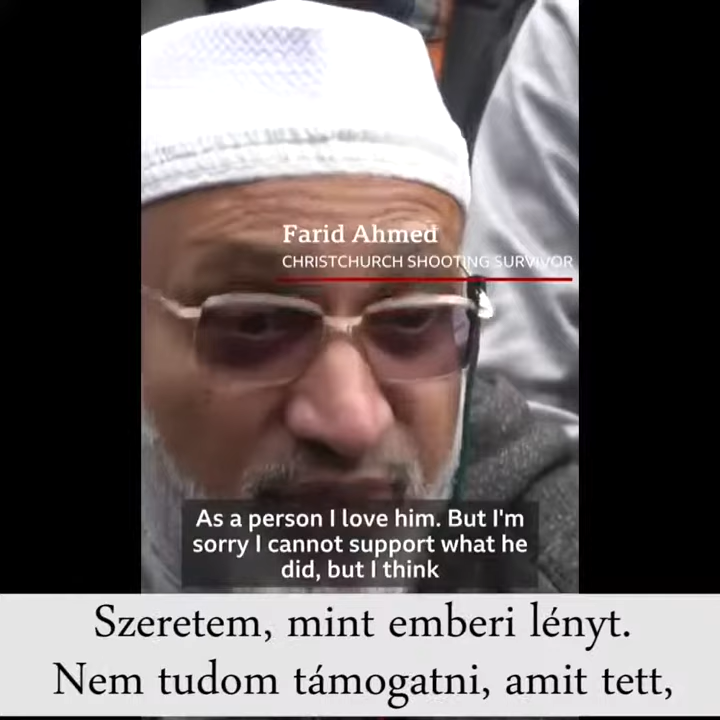 Farid Ahmed
CHRISTCHURCH SHOOTING SURVIVOR
As a person I love him. But I'm
sorry I cannot support what he
did, but I think
Szeretem, mint emberi lényt.
Nem tudom támogatni, amit tett,